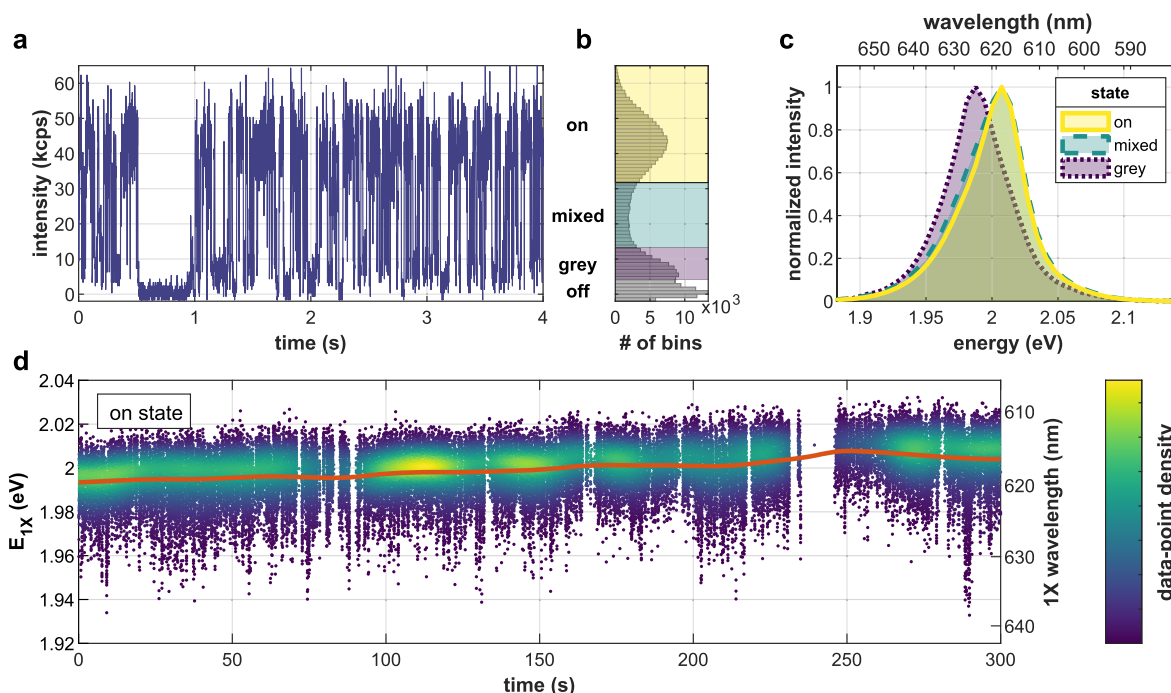 a
intensity (kcps)
60
50
40
30
20
10
0
0 1 2 3 4
time (s)
b
on
mixed
grey
off
0 5 10 ×10³
# of bins
c
wavelength (nm)
650 640 630 620 610 600 590
normalized intensity
1
0.8
0.6
0.4
0.2
0
state
on
mixed
grey
1.9 1.95 2 2.05 2.1
energy (eV)
d
E1X (eV)
2.04
2.02
2
1.98
1.96
1.94
1.92
on state
0 50 100 150 200 250 300
time (s)
610
620
630
640
1X wavelength (nm)
data-point density